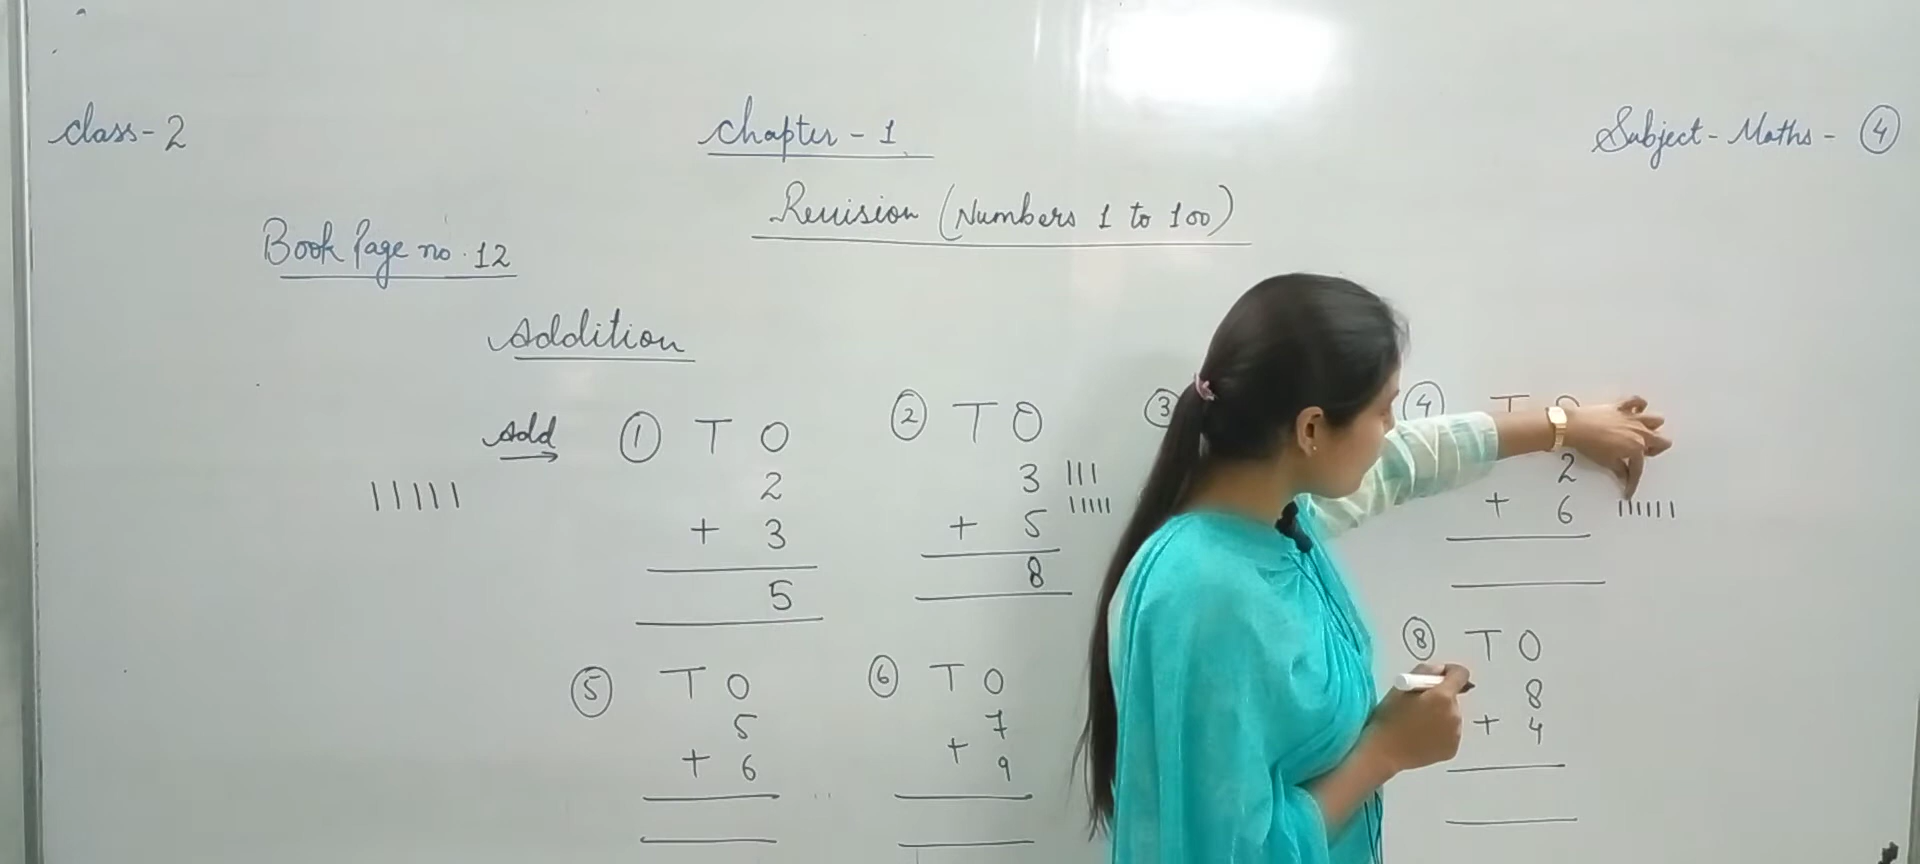 Class-2
Chapter - 1
Subject - Maths - 4
Revision (Numbers 1 to 100)
Book Page no. 12
Addition
Add
1 T O
2
+ 3
5
2 T O
3
+ 5
8
3
4 T O
2
+ 6
5 T O
5
+ 6
6 T O
7
+ 9
8 T O
8
+ 4